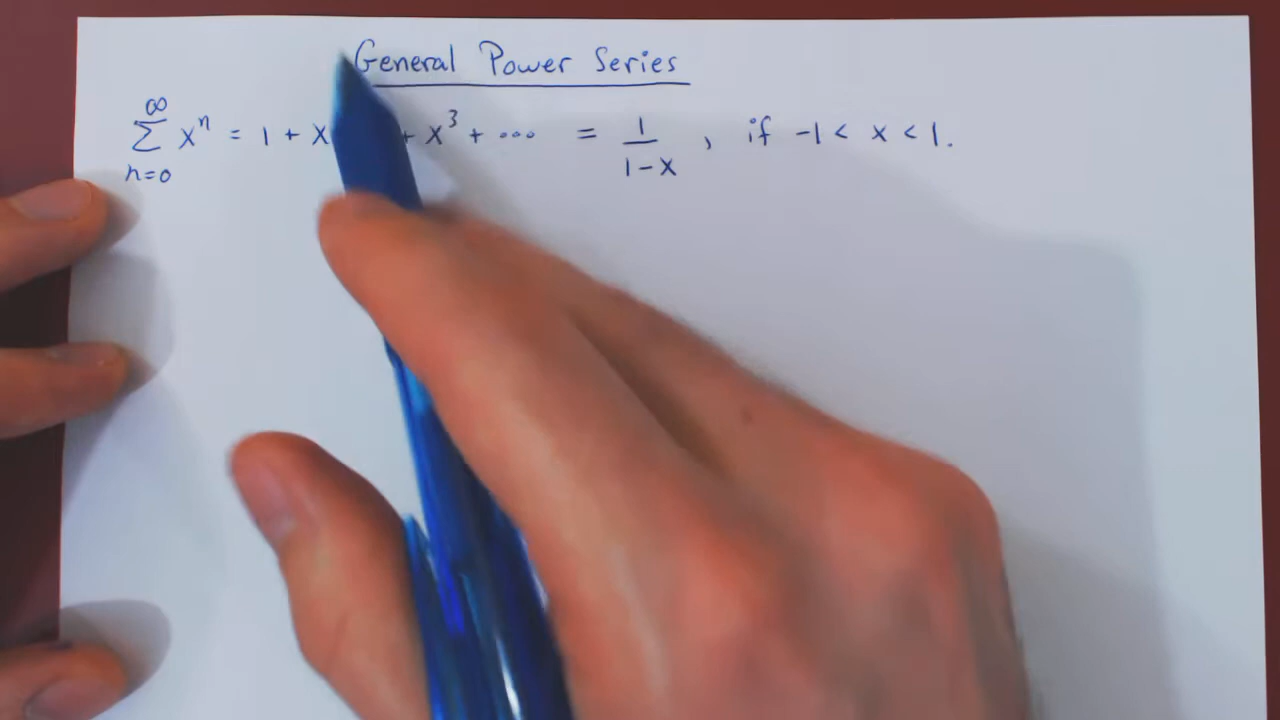 General Power Series
∞
∑ xⁿ = 1 + x + x³ + ... = 1/(1-x) , if -1 < x < 1.
n=0